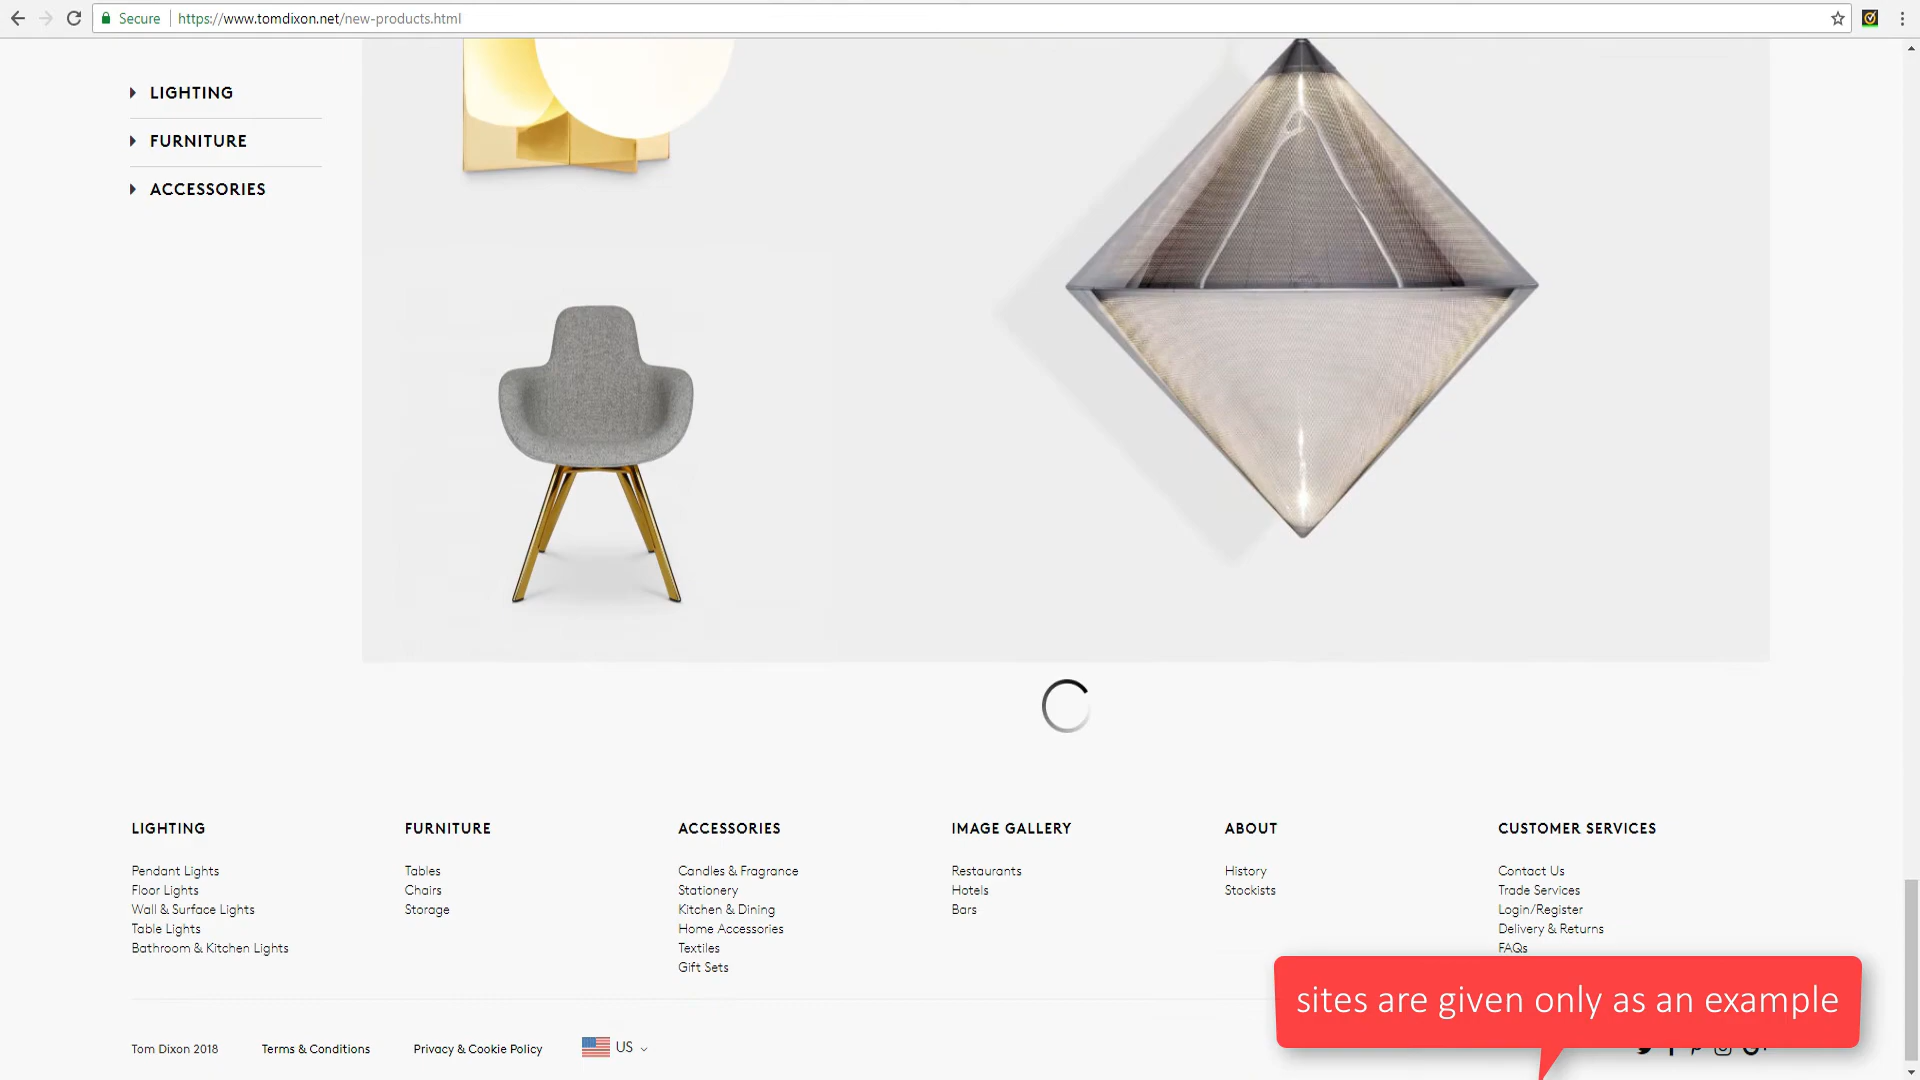 Secure
https://www.tomdixon.net/new-products.html
LIGHTING
FURNITURE
ACCESSORIES
LIGHTING
Pendant Lights
Floor Lights
Wall & Surface Lights
Table Lights
Bathroom & Kitchen Lights
FURNITURE
Tables
Chairs
Storage
ACCESSORIES
Candles & Fragrance
Stationery
Kitchen & Dining
Home Accessories
Textiles
Gift Sets
IMAGE GALLERY
Restaurants
Hotels
Bars
ABOUT
History
Stockists
CUSTOMER SERVICES
Contact Us
Trade Services
Login/Register
Delivery & Returns
FAQs
sites are given only as an example
Tom Dixon 2018
Terms & Conditions
Privacy & Cookie Policy
US